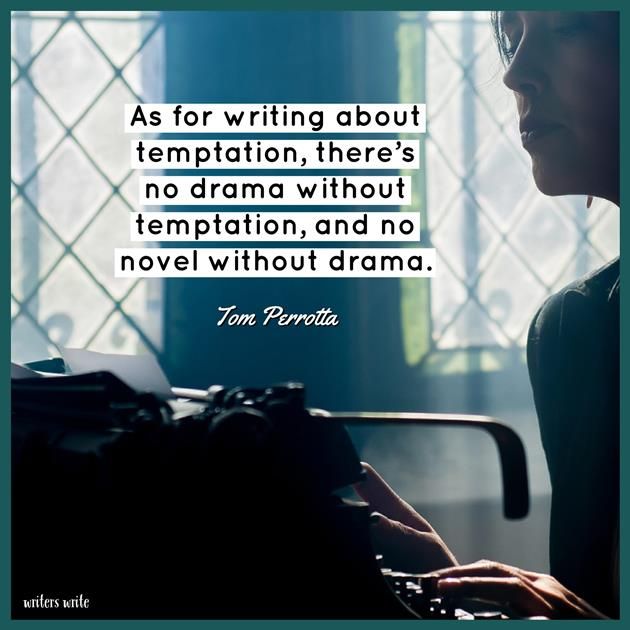 As for writing about
temptation, there's
no drama without
temptation, and no
novel without drama.
Tom Perrotta
writers write